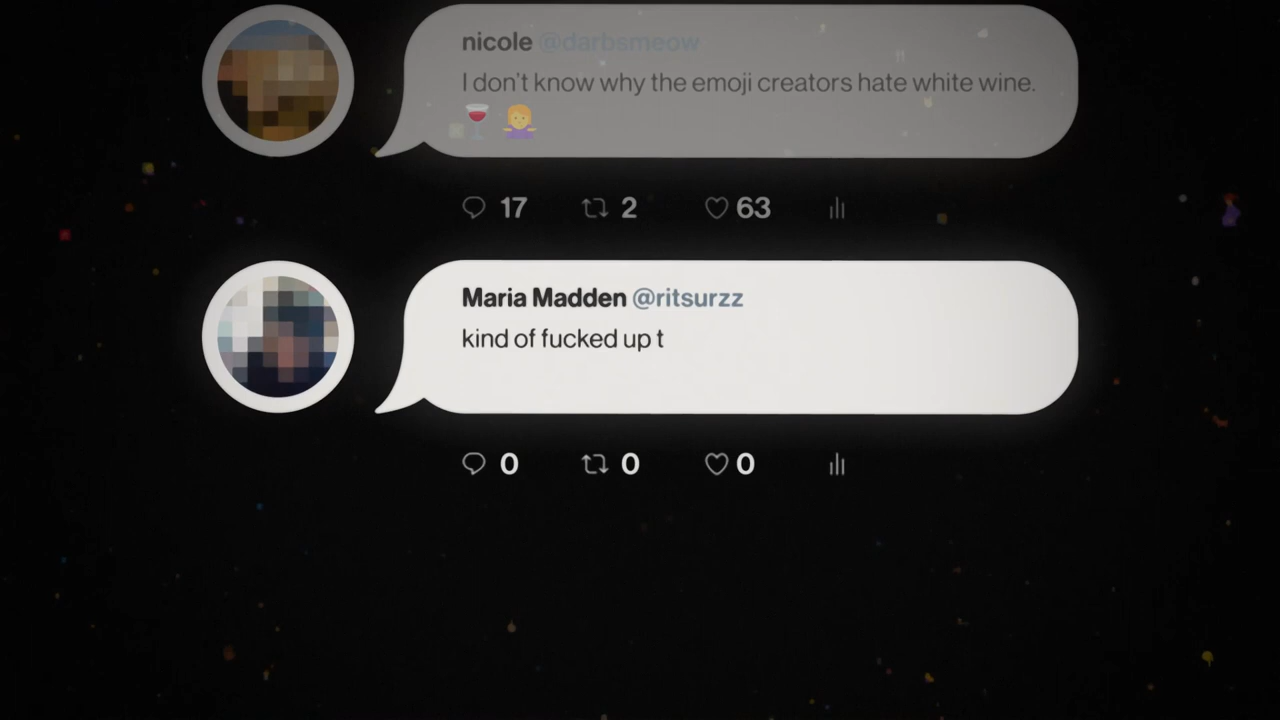 nicole @darbsmeow
I don't know why the emoji creators hate white wine.
🍷 🤷‍♀️
17 2 63
Maria Madden @ritsurzz
kind of fucked up t
0 0 0